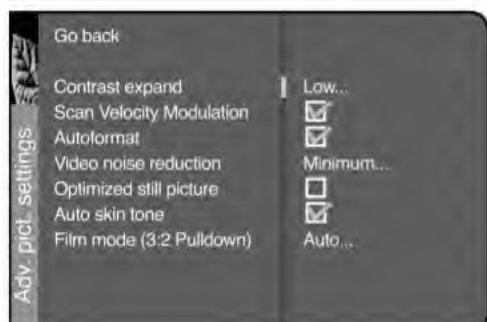 Adv. pict. settings
Go back
Contrast expand Low...
Scan Velocity Modulation
Autoformat
Video noise reduction Minimum...
Optimized still picture
Auto skin tone
Film mode (3:2 Pulldown) Auto...